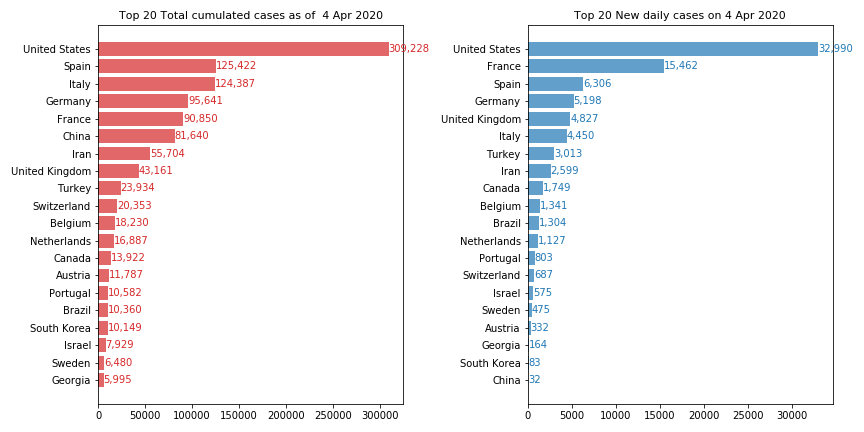 Top 20 Total cumulated cases as of  4 Apr 2020
United States 309,228
Spain 125,422
Italy 124,387
Germany 95,641
France 90,850
China 81,640
Iran 55,704
United Kingdom 43,161
Turkey 23,934
Switzerland 20,353
Belgium 18,230
Netherlands 16,887
Canada 13,922
Austria 11,787
Portugal 10,582
Brazil 10,360
South Korea 10,149
Israel 7,929
Sweden 6,480
Georgia 5,995
0 50000 100000 150000 200000 250000 300000
Top 20 New daily cases on 4 Apr 2020
United States 32,990
France 15,462
Spain 6,306
Germany 5,198
United Kingdom 4,827
Italy 4,450
Turkey 3,013
Iran 2,599
Canada 1,749
Belgium 1,341
Brazil 1,304
Netherlands 1,127
Portugal 803
Switzerland 687
Israel 575
Sweden 475
Austria 332
Georgia 164
South Korea 83
China 32
0 5000 10000 15000 20000 25000 30000